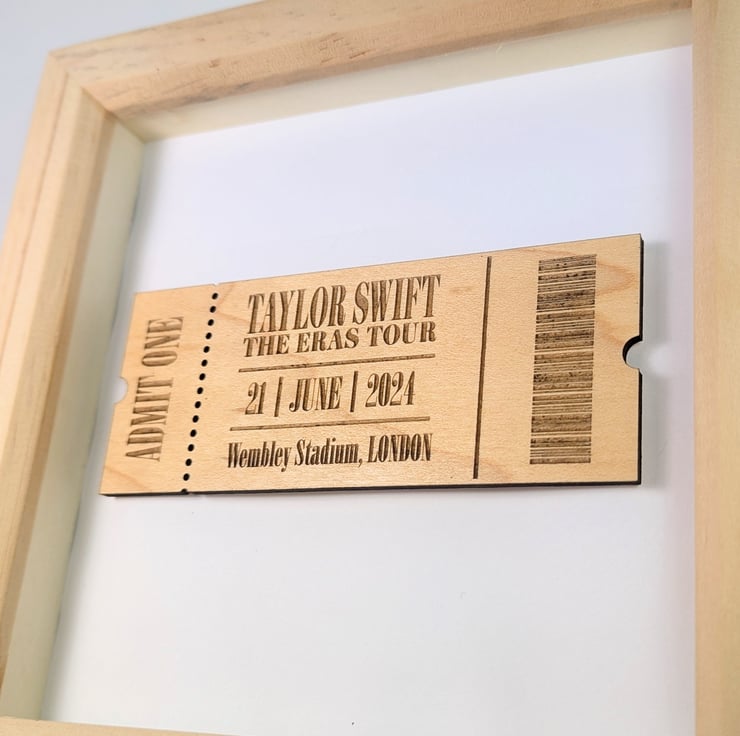 ADMIT ONE
TAYLOR SWIFT
THE ERAS TOUR
21 | JUNE | 2024
Wembley Stadium, LONDON